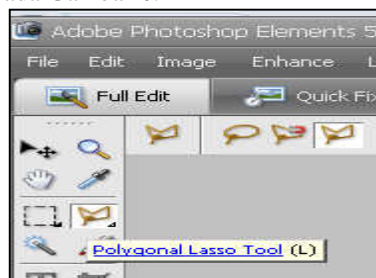 Adobe Photoshop Elements 5
File Edit Image Enhance L
Full Edit Quick Fix
Polygonal Lasso Tool (L)